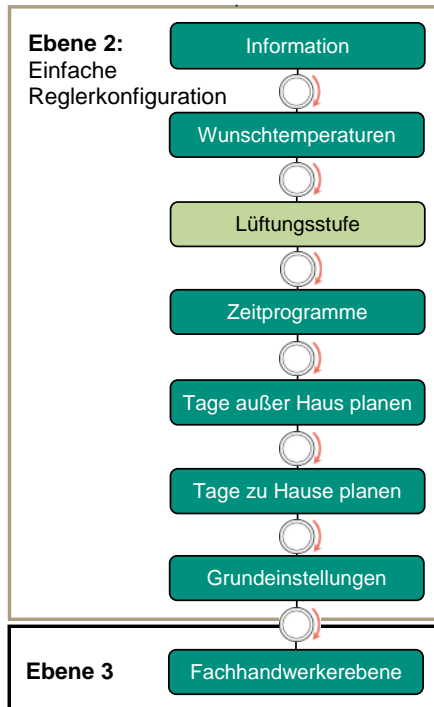 Ebene 2:
Einfache
Reglerkonfiguration
Information
Wunschtemperaturen
Lüftungsstufe
Zeitprogramme
Tage außer Haus planen
Tage zu Hause planen
Grundeinstellungen
Ebene 3
Fachhandwerkerebene